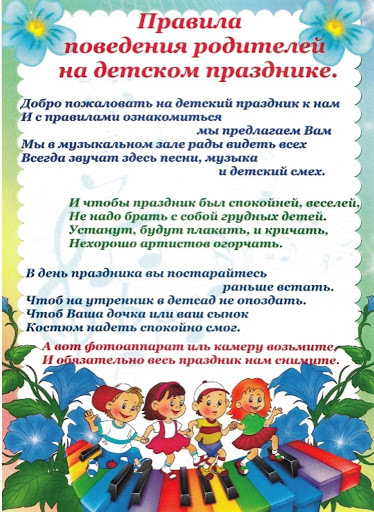 Правила
поведения родителей
на детском празднике.
Добро пожаловать на детский праздник к нам
И с правилами ознакомиться
мы предлагаем Вам
Мы в музыкальном зале рады видеть всех
Всегда звучат здесь песни, музыка
и детский смех.
И чтобы праздник был спокойней, веселей,
Не надо брать с собой грудных детей.
Устанут, будут плакать, и кричать,
Нехорошо артистов огорчать.
В день праздника вы постарайтесь
раньше встать.
Чтоб на утренник в детсад не опоздать.
Чтоб Ваша дочка или ваш сынок
Костюм надеть спокойно смог.
А вот фотоаппарат иль камеру возьмите,
И обязательно весь праздник нам снимите.